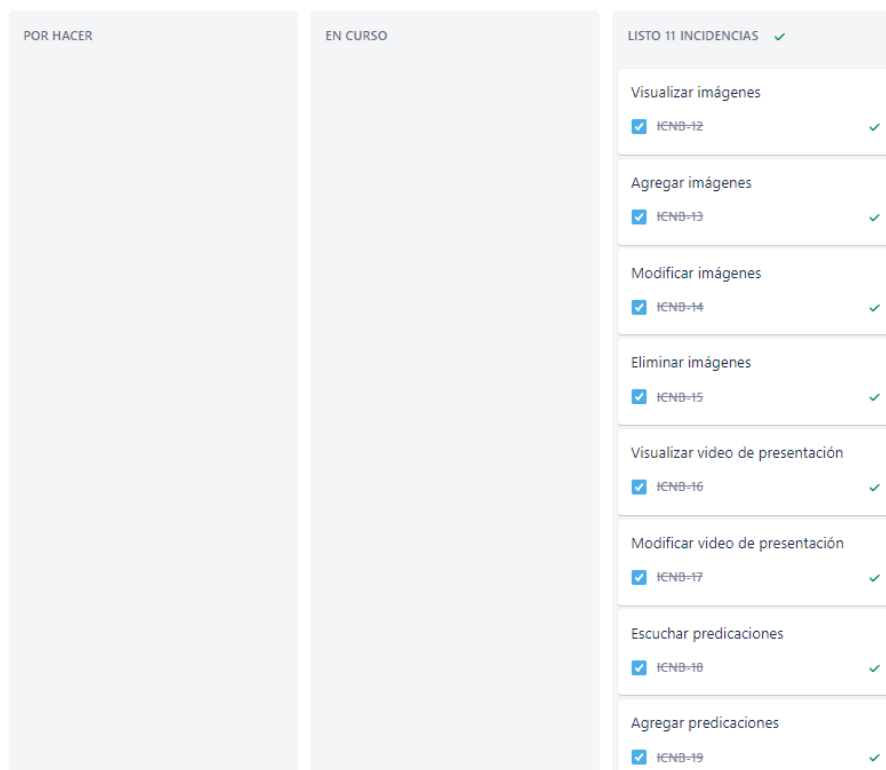 POR HACER
EN CURSO
LISTO 11 INCIDENCIAS
Visualizar imágenes
ICNB-12
Agregar imágenes
ICNB-13
Modificar imágenes
ICNB-14
Eliminar imágenes
ICNB-15
Visualizar video de presentación
ICNB-16
Modificar video de presentación
ICNB-17
Escuchar predicaciones
ICNB-18
Agregar predicaciones
ICNB-19